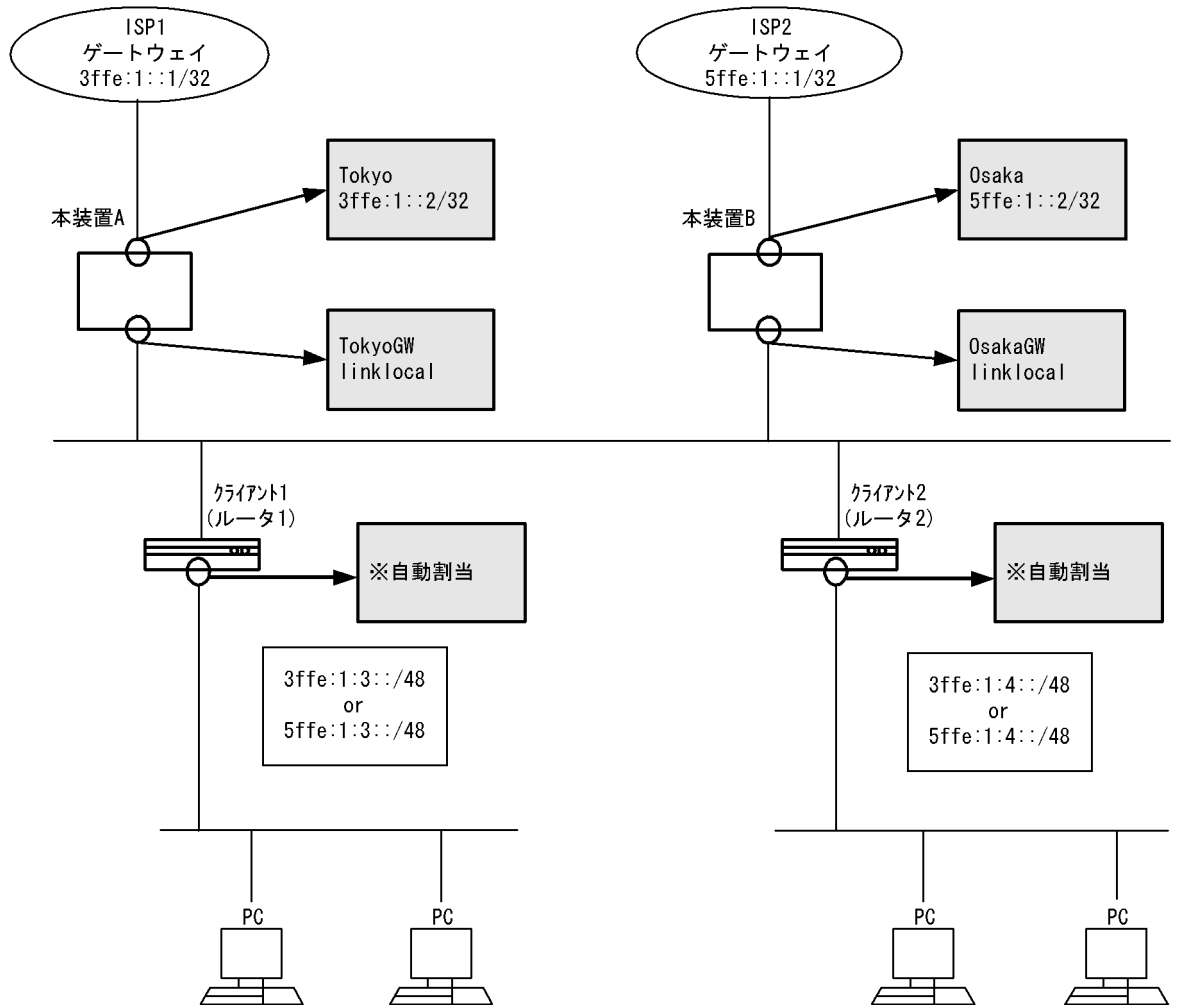 ISP1
ゲートウェイ
3ffe:1::1/32
ISP2
ゲートウェイ
5ffe:1::1/32
Tokyo
3ffe:1::2/32
Osaka
5ffe:1::2/32
本装置A
本装置B
TokyoGW
linklocal
OsakaGW
linklocal
クライアント1
(ルータ1)
クライアント2
(ルータ2)
※自動割当
※自動割当
3ffe:1:3::/48
or
5ffe:1:3::/48
3ffe:1:4::/48
or
5ffe:1:4::/48
PC
PC
PC
PC